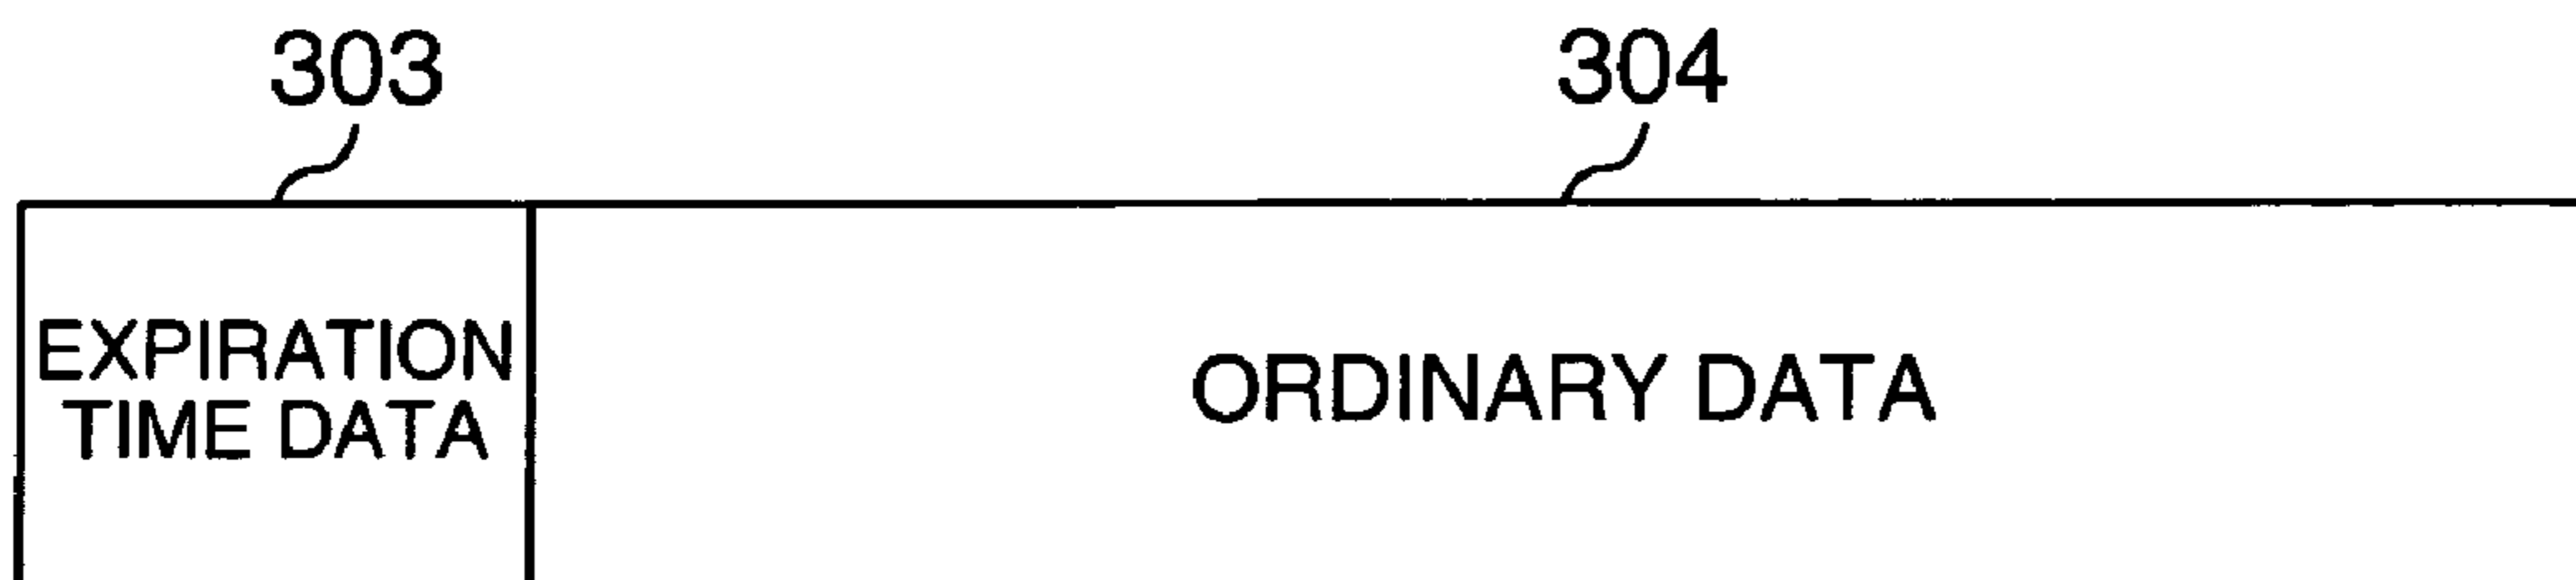 303
304
EXPIRATION
TIME DATA
ORDINARY DATA